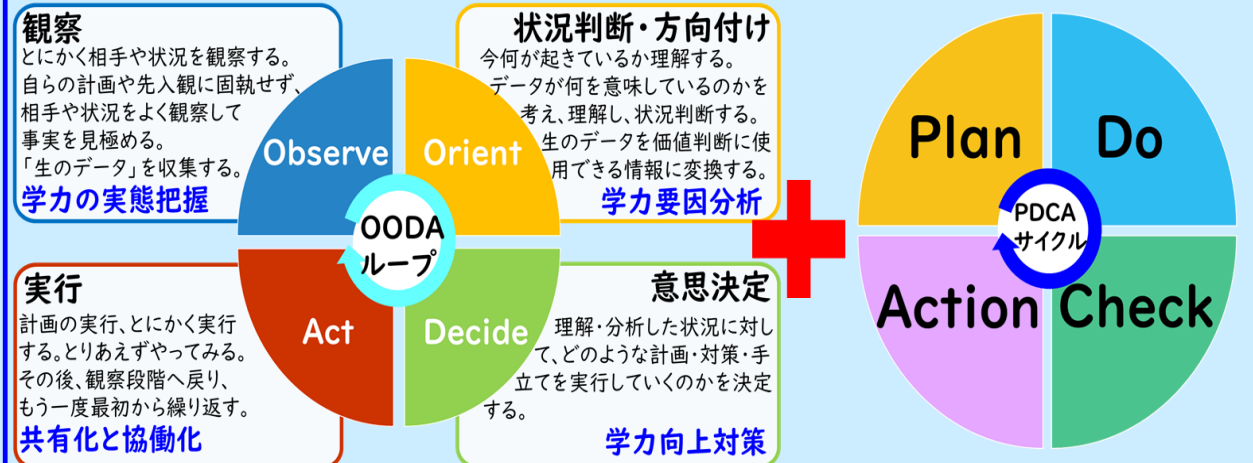 観察
とにかく相手や状況を観察する。
自らの計画や先入観に固執せず、
相手や状況をよく観察して
事実を見極める。
「生のデータ」を収集する。
学力の実態把握
状況判断・方向付け
今何が起きているか理解する。
データが何を意味しているのかを
考え、理解し、状況判断する。
生のデータを価値判断に使
用できる情報に変換する。
学力要因分析
Observe
Orient
OODA
ループ
Act
Decide
実行
計画の実行、とにかく実行
する。とりあえずやってみる。
その後、観察段階へ戻り、
もう一度最初から繰り返す。
共有化と協働化
意思決定
理解・分析した状況に対し
て、どのような計画・対策・手
立てを実行していくのかを決定
する。
学力向上対策
Plan
Do
PDCA
サイクル
Action
Check